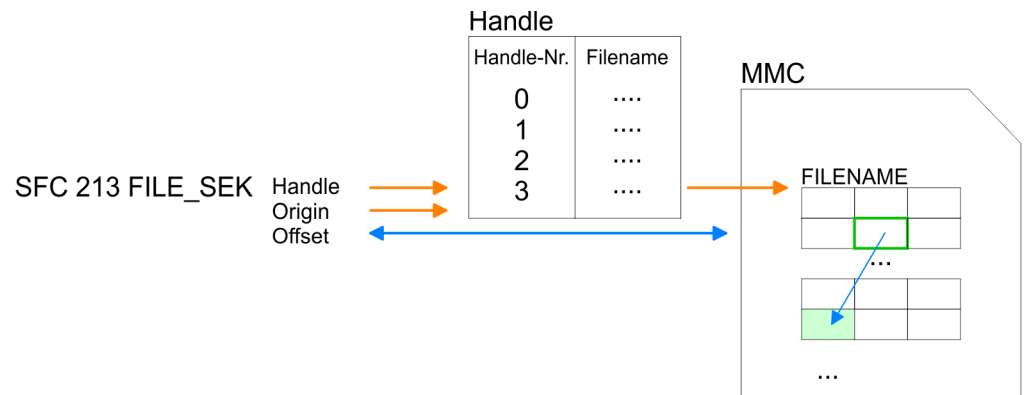 Handle
Handle-Nr. Filename
0 ....
1 ....
2 ....
3 ....
MMC
SFC 213 FILE_SEK Handle
Origin
Offset
FILENAME
...
...